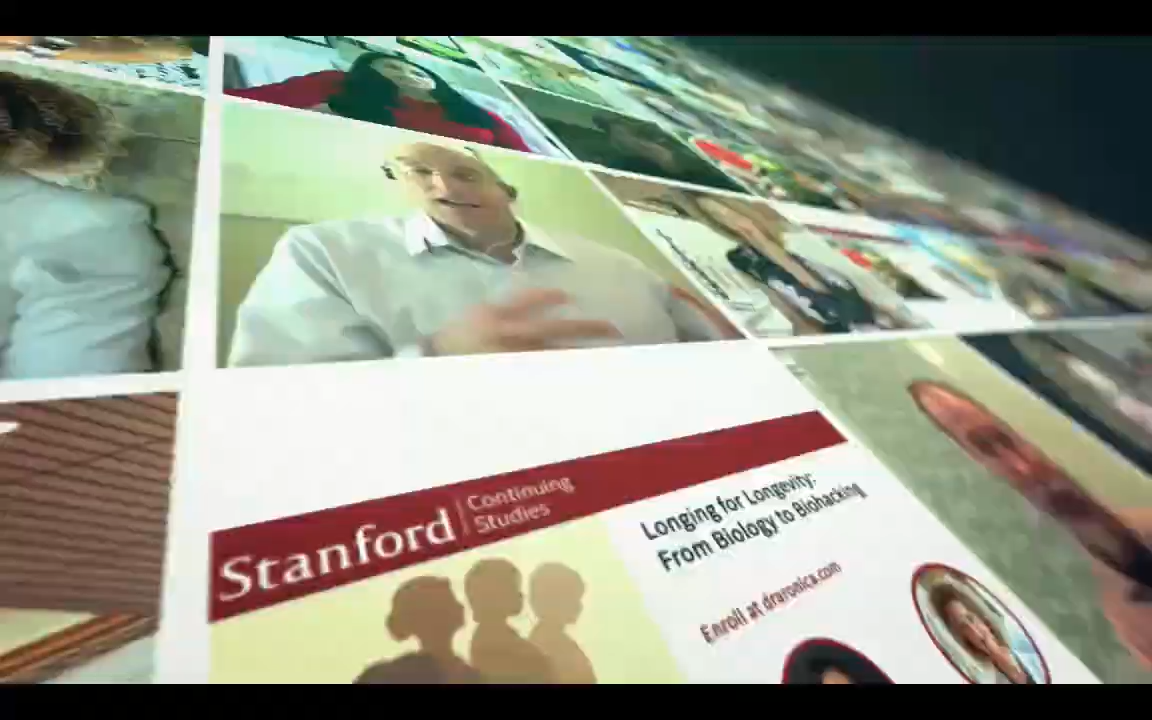 Stanford
Continuing
Studies
Longing for Longevity:
From Biology to Biohacking
Enroll at draronica.com